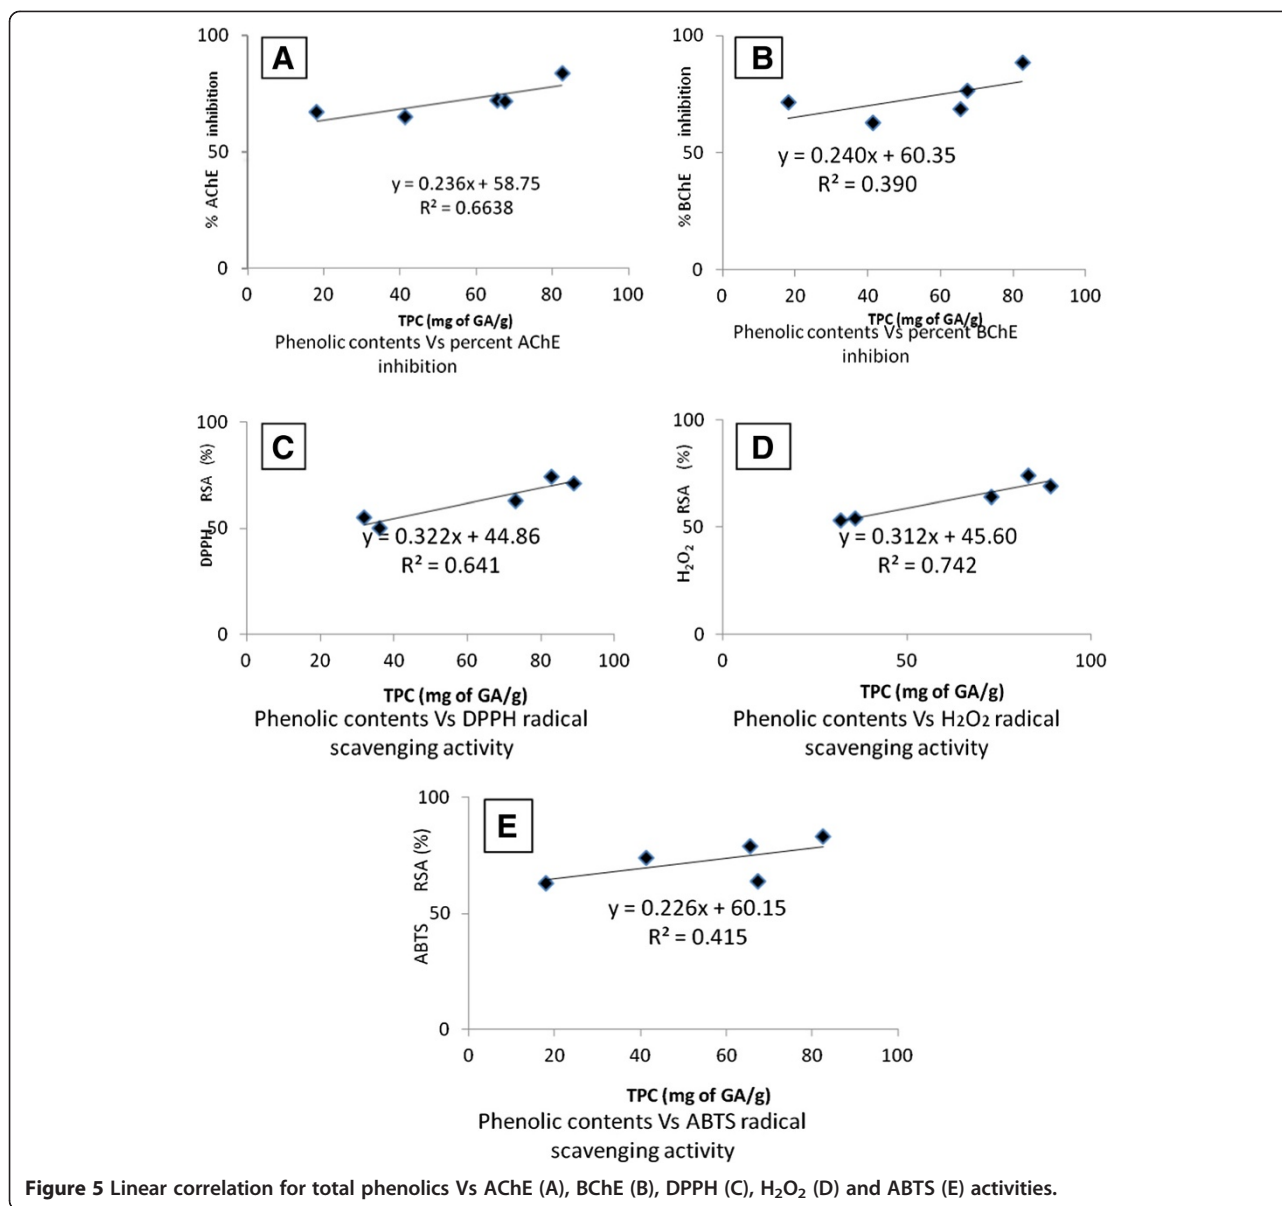 A
100
50
0
0 20 40 60 80 100
% AChE inhibition
y = 0.236x + 58.75
R² = 0.6638
TPC (mg of GA/g)
Phenolic contents Vs percent AChE
inhibition
B
100
50
0
0 20 40 60 80 100
% BChE inhibition
y = 0.240x + 60.35
R² = 0.390
TPC (mg of GA/g)
Phenolic contents Vs percent BChE
inhibion
C
100
50
0
0 20 40 60 80 100
DPPH RSA (%)
y = 0.322x + 44.86
R² = 0.641
TPC (mg of GA/g)
Phenolic contents Vs DPPH radical
scavenging activity
D
100
50
0
0 50 100
H₂O₂ RSA (%)
y = 0.312x + 45.60
R² = 0.742
TPC (mg of GA/g)
Phenolic contents Vs H2O2 radical
scavenging activity
E
100
50
0
0 20 40 60 80 100
ABTS RSA (%)
y = 0.226x + 60.15
R² = 0.415
TPC (mg of GA/g)
Phenolic contents Vs ABTS radical
scavenging activity
Figure 5 Linear correlation for total phenolics Vs AChE (A), BChE (B), DPPH (C), H₂O₂ (D) and ABTS (E) activities.